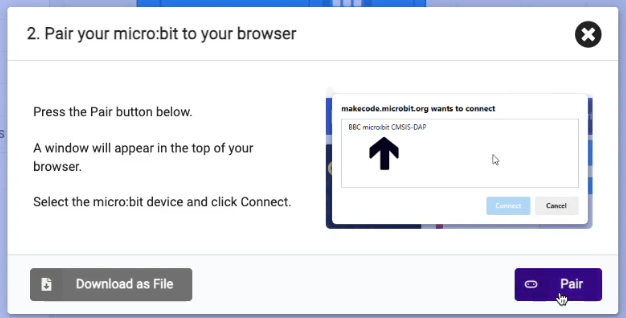 2. Pair your micro:bit to your browser
Press the Pair button below.
A window will appear in the top of your
browser.
Select the micro:bit device and click Connect.
makecode.microbit.org wants to connect
BBC micro:bit CMSIS-DAP
Connect
Cancel
Download as File
Pair